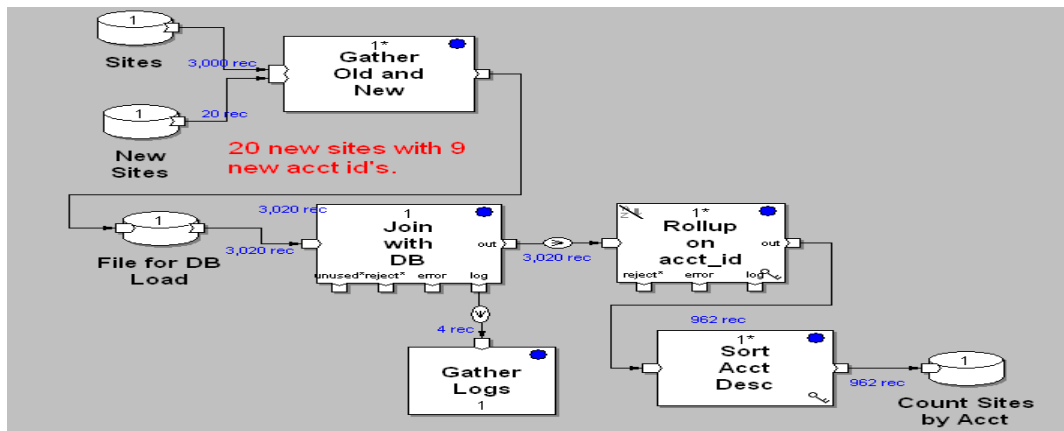 1
Sites
3,000 rec
1*
Gather
Old and
New
1
20 rec
New
Sites
20 new sites with 9
new acct id's.
3,020 rec
1
File for DB
Load
3,020 rec
1
Join
with
DB
out
unused*
reject*
error
log
3,020 rec
1*
Rollup
on
acct_id
out
reject*
error
log
4 rec
Gather
Logs
1
962 rec
1*
Sort
Acct
Desc
962 rec
1
Count Sites
by Acct